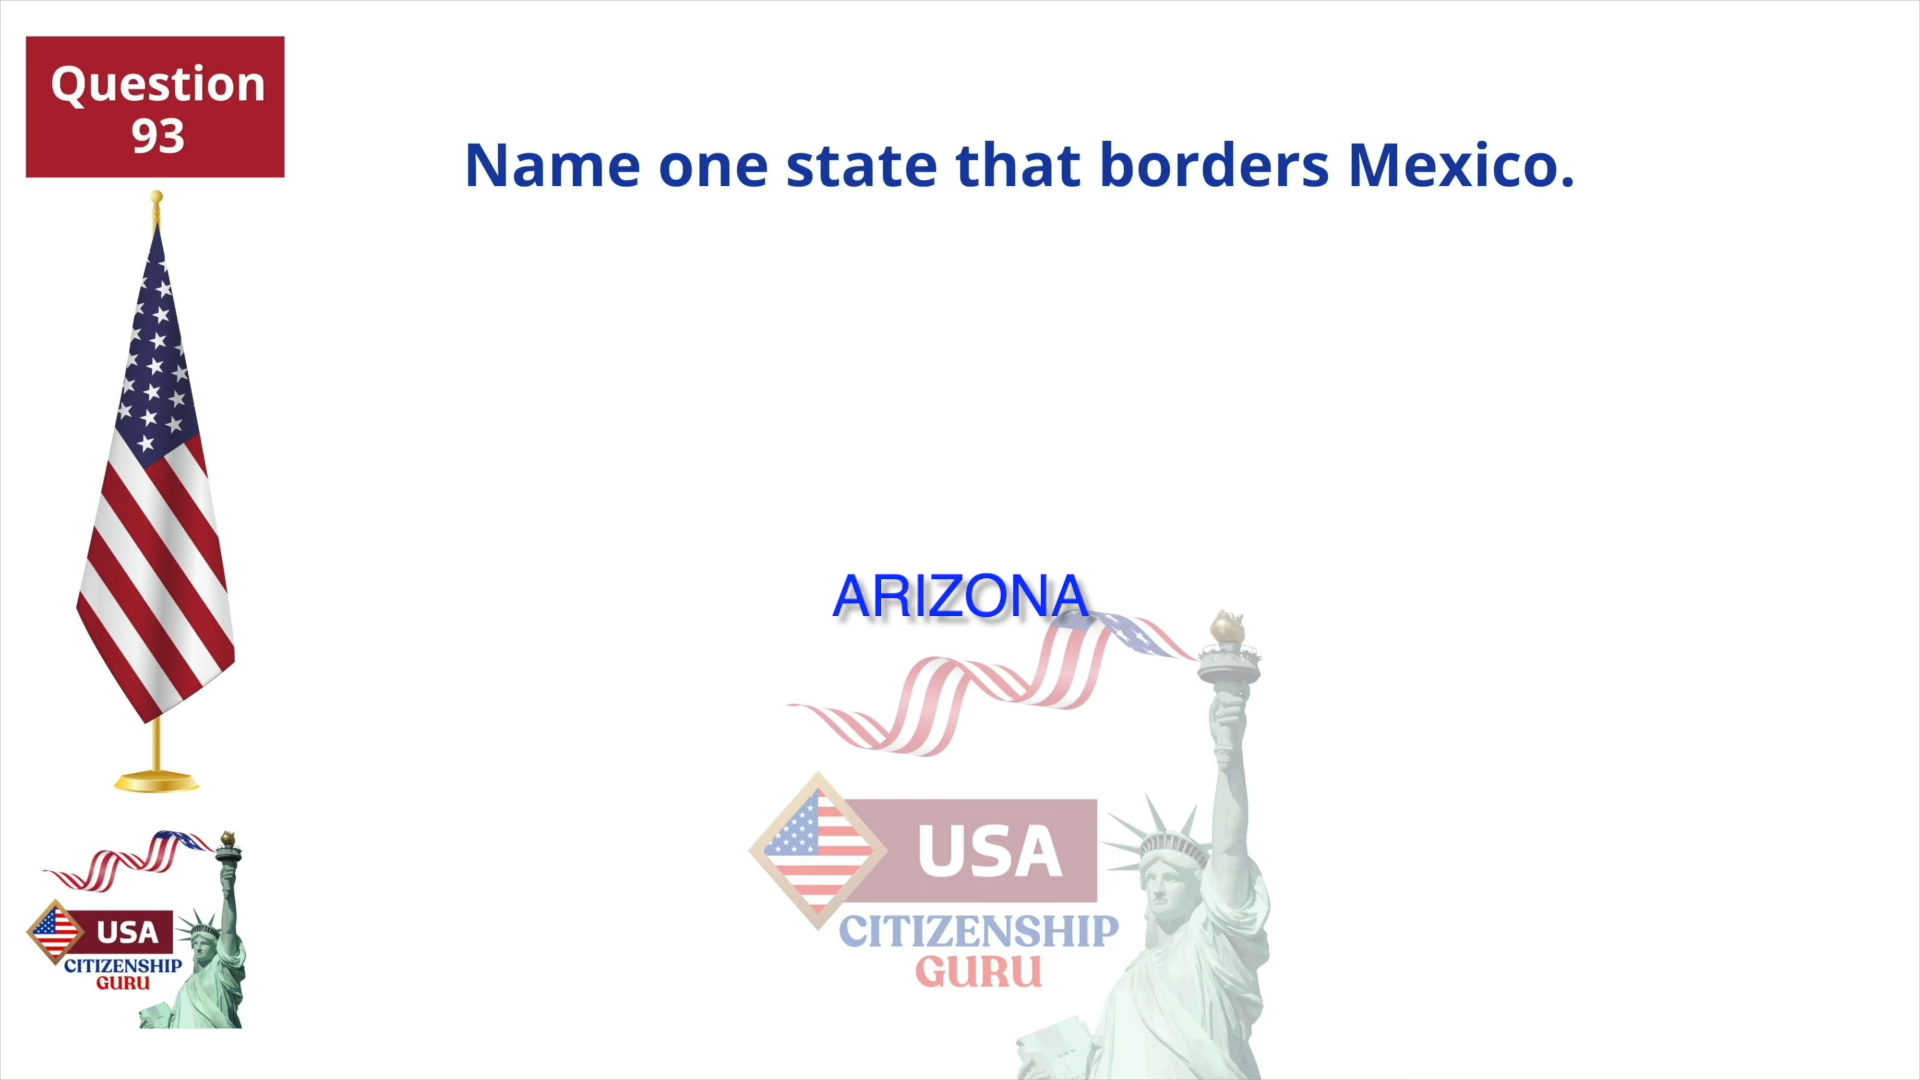 Question
93
Name one state that borders Mexico.
ARIZONA
USA
CITIZENSHIP
GURU
USA
CITIZENSHIP
GURU